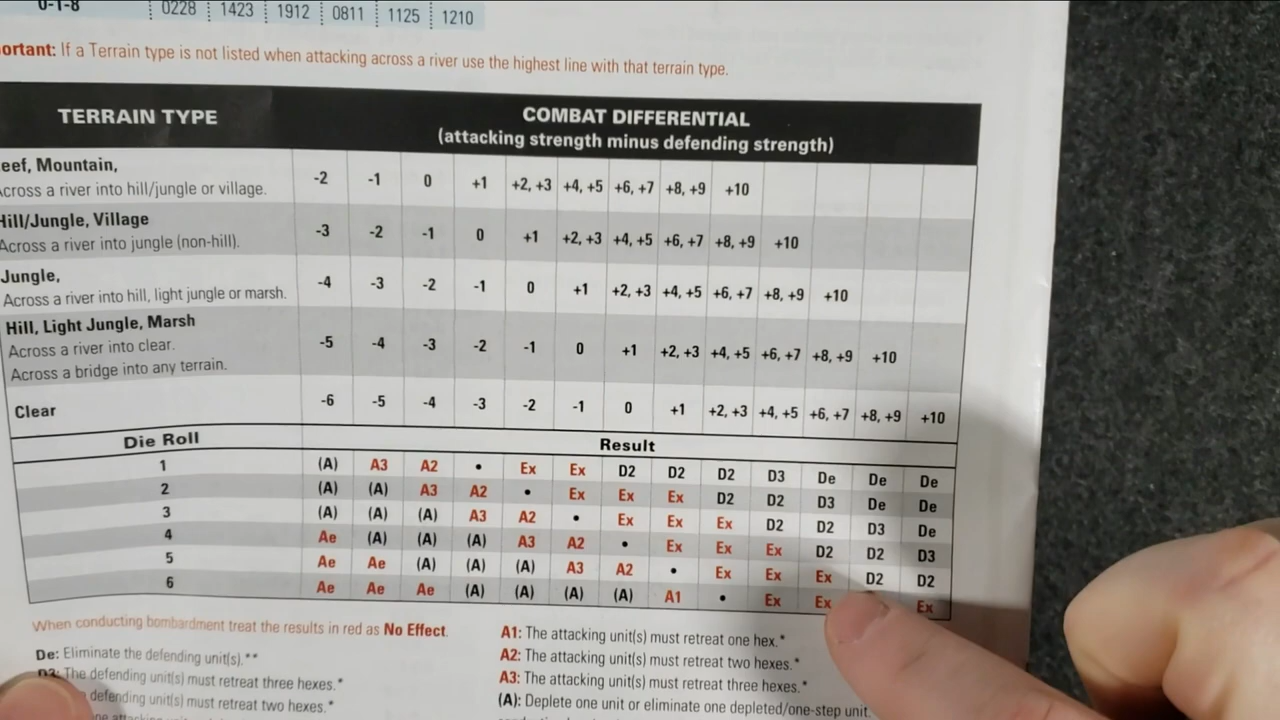 0-1-8 0228 1423 1912 0811 1125 1210
ortant: If a Terrain type is not listed when attacking across a river use the highest line with that terrain type.
TERRAIN TYPE COMBAT DIFFERENTIAL
(attacking strength minus defending strength)
eef, Mountain,
Across a river into hill/jungle or village. -2 -1 0 +1 +2, +3 +4, +5 +6, +7 +8, +9 +10
Hill/Jungle, Village
Across a river into jungle (non-hill). -3 -2 -1 0 +1 +2, +3 +4, +5 +6, +7 +8, +9 +10
Jungle,
Across a river into hill, light jungle or marsh. -4 -3 -2 -1 0 +1 +2, +3 +4, +5 +6, +7 +8, +9 +10
Hill, Light Jungle, Marsh
Across a river into clear. -5 -4 -3 -2 -1 0 +1 +2, +3 +4, +5 +6, +7 +8, +9 +10
Across a bridge into any terrain.
Clear -6 -5 -4 -3 -2 -1 0 +1 +2, +3 +4, +5 +6, +7 +8, +9 +10
Die Roll Result
1 (A) A3 A2 • Ex Ex D2 D2 D2 D3 De De De
2 (A) (A) A3 A2 • Ex Ex Ex D2 D2 D3 De De
3 (A) (A) (A) A3 A2 • Ex Ex Ex D2 D2 D3 De
4 Ae (A) (A) (A) A3 A2 • Ex Ex Ex D2 D2 D3
5 Ae Ae (A) (A) (A) A3 A2 • Ex Ex Ex D2 D2
6 Ae Ae Ae (A) (A) (A) (A) A1 • Ex Ex Ex
When conducting bombardment treat the results in red as No Effect.
De: Eliminate the defending unit(s).**
D3: The defending unit(s) must retreat three hexes.*
defending unit(s) must retreat two hexes.*
A1: The attacking unit(s) must retreat one hex.*
A2: The attacking unit(s) must retreat two hexes.*
A3: The attacking unit(s) must retreat three hexes.*
(A): Deplete one unit or eliminate one depleted/one-step unit.